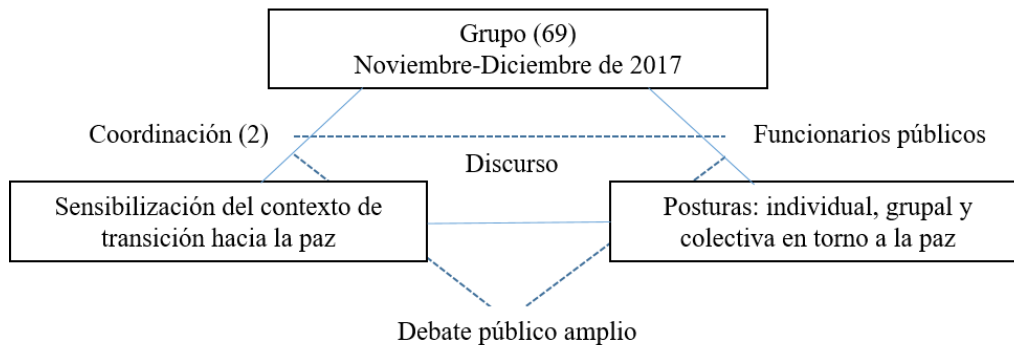 Grupo (69)
Noviembre-Diciembre de 2017
Coordinación (2)
Funcionarios públicos
Discurso
Sensibilización del contexto de
transición hacia la paz
Posturas: individual, grupal y
colectiva en torno a la paz
Debate público amplio